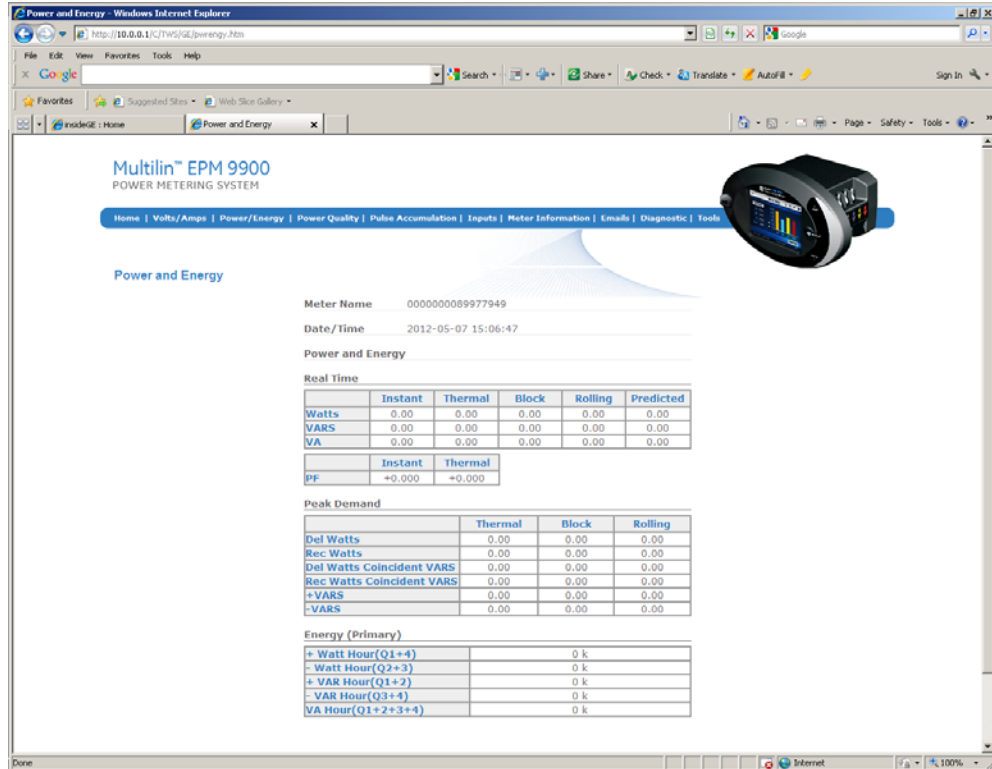 Power and Energy - Windows Internet Explorer
http://10.0.0.1/C/TWS/GE/pwrengy.htm
Google
File Edit View Favorites Tools Help
Google Search Share Check Translate AutoFill Sign In
Favorites Suggested Sites Web Slice Gallery
insideGE : Home Power and Energy Page Safety Tools
Multilin™ EPM 9900
POWER METERING SYSTEM
Home | Volts/Amps | Power/Energy | Power Quality | Pulse Accumulation | Inputs | Meter Information | Emails | Diagnostic | Tools
Power and Energy
Meter Name 0000000089977949
Date/Time 2012-05-07 15:06:47
Power and Energy
Real Time
Instant Thermal Block Rolling Predicted
Watts 0.00 0.00 0.00 0.00 0.00
VARS 0.00 0.00 0.00 0.00 0.00
VA 0.00 0.00 0.00 0.00 0.00
Instant Thermal
PF +0.000 +0.000
Peak Demand
Thermal Block Rolling
Del Watts 0.00 0.00 0.00
Rec Watts 0.00 0.00 0.00
Del Watts Coincident VARS 0.00 0.00 0.00
Rec Watts Coincident VARS 0.00 0.00 0.00
+VARS 0.00 0.00 0.00
-VARS 0.00 0.00 0.00
Energy (Primary)
+ Watt Hour(Q1+4) 0 k
- Watt Hour(Q2+3) 0 k
+ VAR Hour(Q1+2) 0 k
- VAR Hour(Q3+4) 0 k
VA Hour(Q1+2+3+4) 0 k
Done Internet 100%